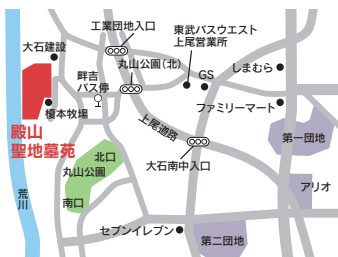 工業団地入口
大石建設
東武バスウエスト
上尾営業所
丸山公園(北)
畔吉
バス停
GS
しまむら
榎本牧場
ファミリーマート
殿山
聖地墓苑
上尾道路
第一団地
北口
丸山公園
大石南中入口
アリオ
荒川
南口
セブンイレブン
第二団地